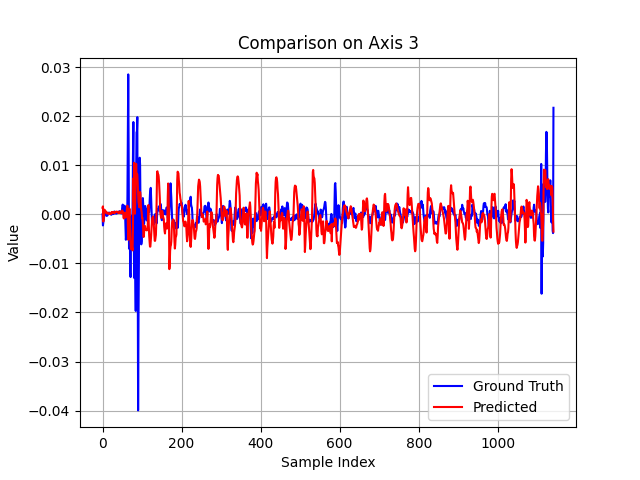 Comparison on Axis 3
0.03
0.02
0.01
0.00
−0.01
−0.02
−0.03
−0.04
Value
0 200 400 600 800 1000
Sample Index
Ground Truth
Predicted